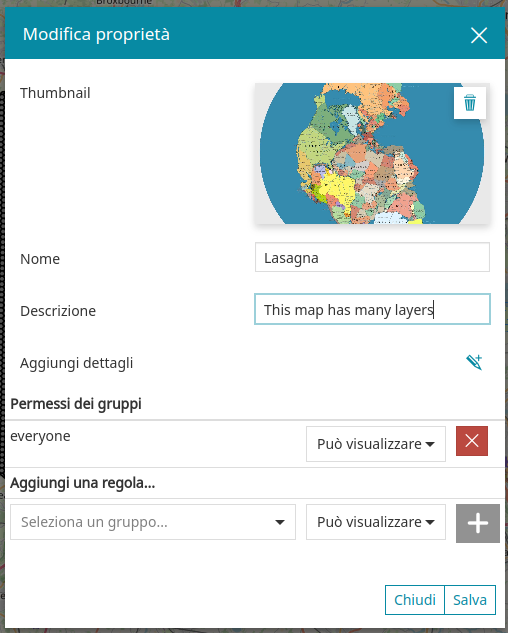 Broxbourne
Modifica proprietà
Thumbnail
Nome
Lasagna
Descrizione
This map has many layers
Aggiungi dettagli
Permessi dei gruppi
everyone
Può visualizzare
Aggiungi una regola...
Seleziona un gruppo...
Può visualizzare
Chiudi
Salva